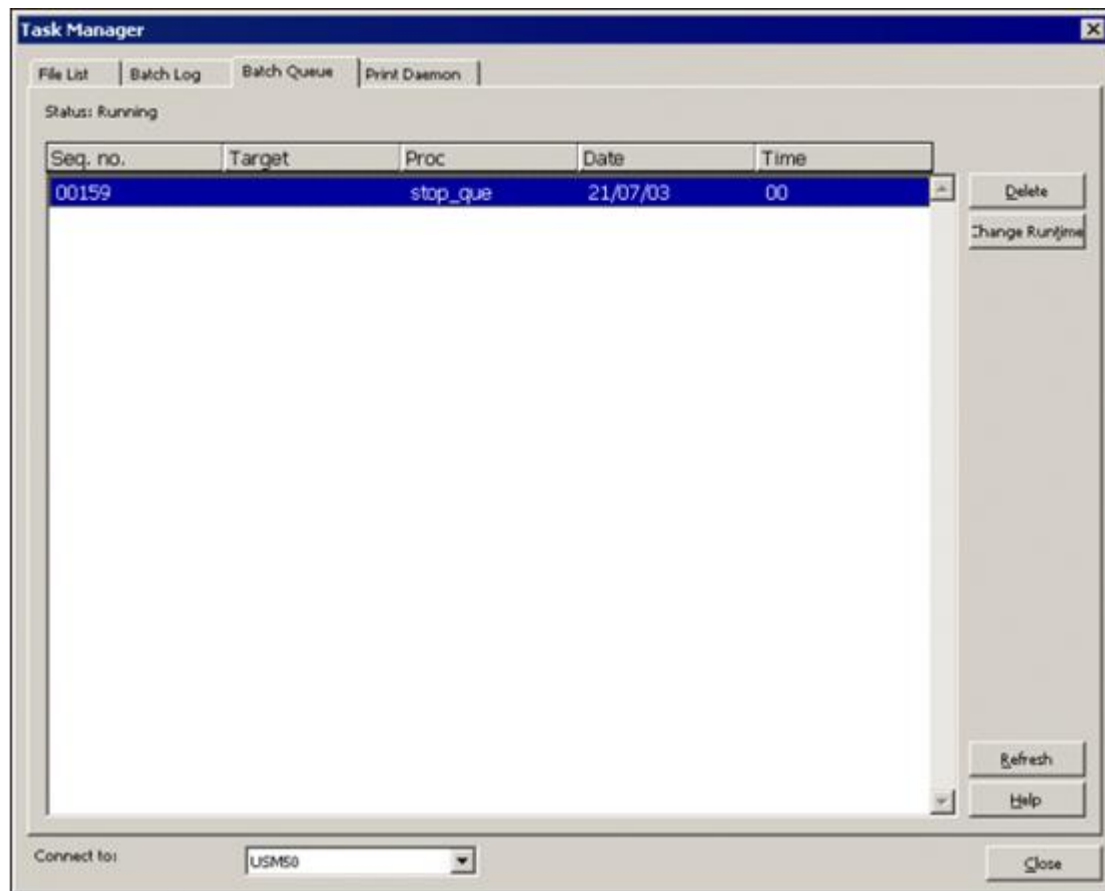 Task Manager
File List Batch Log Batch Queue Print Daemon
Status: Running
Seq. no. Target Proc Date Time
00159 stop_que 21/07/03 00
Delete
Change Runtime
Refresh
Help
Connect to: USM50
Close